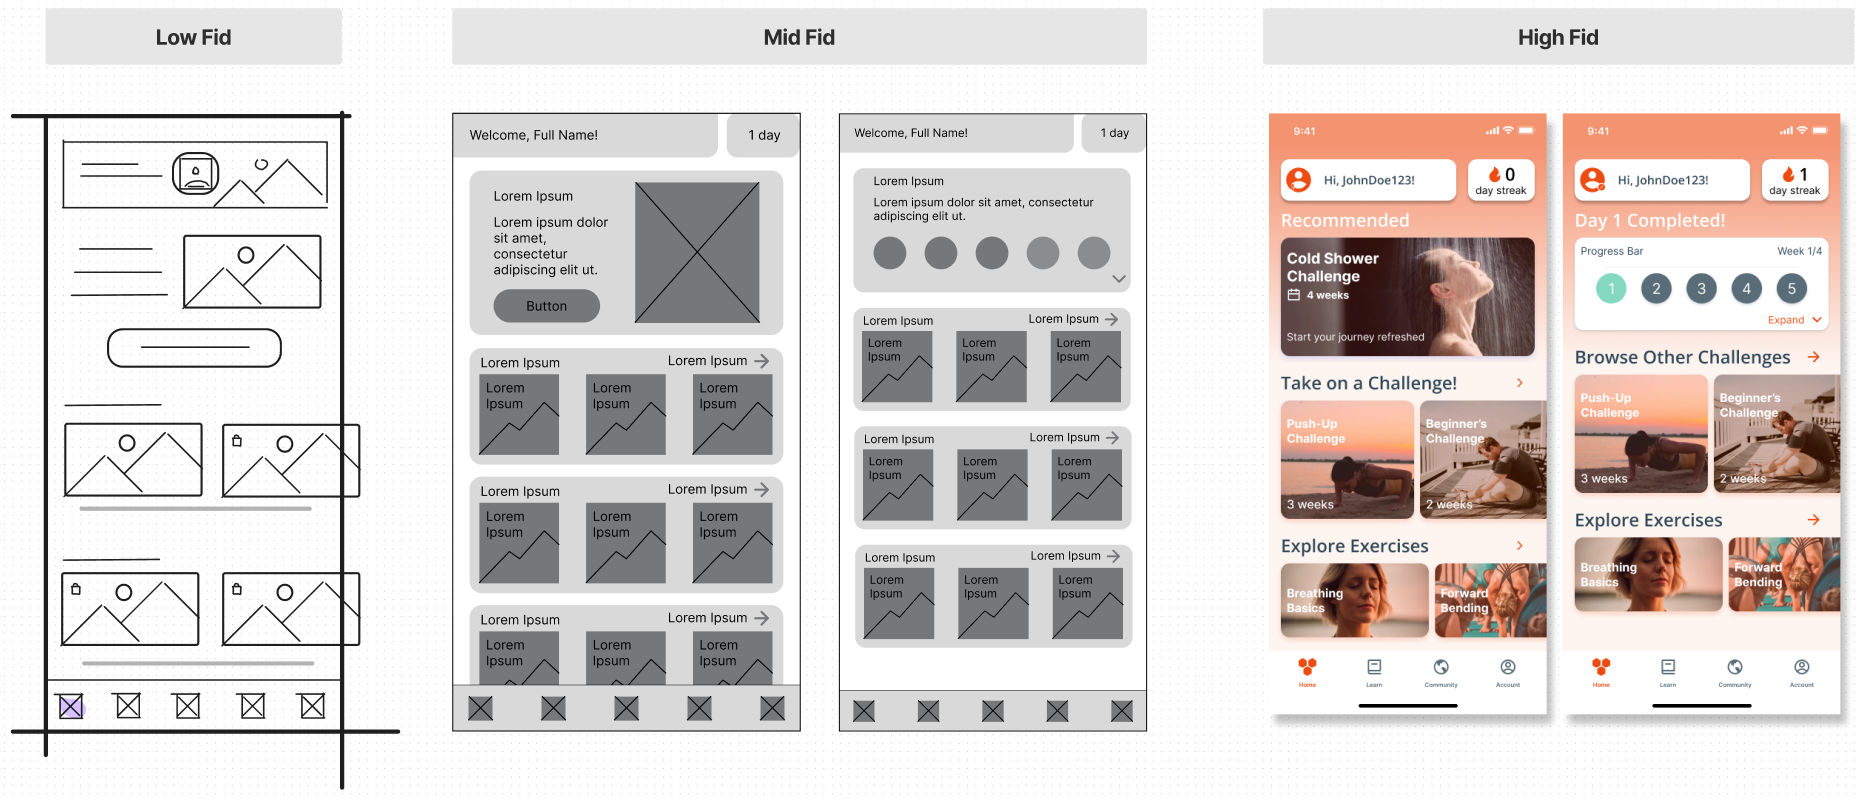 Low Fid
Mid Fid
High Fid
Welcome, Full Name!
1 day
Lorem Ipsum
Lorem ipsum dolor
sit amet,
consectetur
adipiscing elit ut.
Button
Lorem Ipsum
Lorem Ipsum
Lorem
Ipsum
Lorem
Ipsum
Lorem
Ipsum
Lorem Ipsum
Lorem Ipsum
Lorem
Ipsum
Lorem
Ipsum
Lorem
Ipsum
Lorem Ipsum
Lorem Ipsum
Lorem
Ipsum
Lorem
Ipsum
Lorem
Ipsum
Welcome, Full Name!
1 day
Lorem Ipsum
Lorem ipsum dolor sit amet, consectetur
adipiscing elit ut.
Lorem Ipsum
Lorem Ipsum
Lorem
Ipsum
Lorem
Ipsum
Lorem
Ipsum
Lorem Ipsum
Lorem Ipsum
Lorem
Ipsum
Lorem
Ipsum
Lorem
Ipsum
Lorem Ipsum
Lorem Ipsum
Lorem
Ipsum
Lorem
Ipsum
Lorem
Ipsum
9:41
Hi, JohnDoe123!
0
day streak
Recommended
Cold Shower
Challenge
4 weeks
Start your journey refreshed
Take on a Challenge!
Push-Up
Challenge
3 weeks
Beginner's
Challenge
2 weeks
Explore Exercises
Breathing
Basics
Forward
Bending
Home
Learn
Community
Account
9:41
Hi, JohnDoe123!
1
day streak
Day 1 Completed!
Progress Bar
Week 1/4
1 2 3 4 5
Expand
Browse Other Challenges
Push-Up
Challenge
3 weeks
Beginner's
Challenge
2 weeks
Explore Exercises
Breathing
Basics
Forward
Bending
Home
Learn
Community
Account